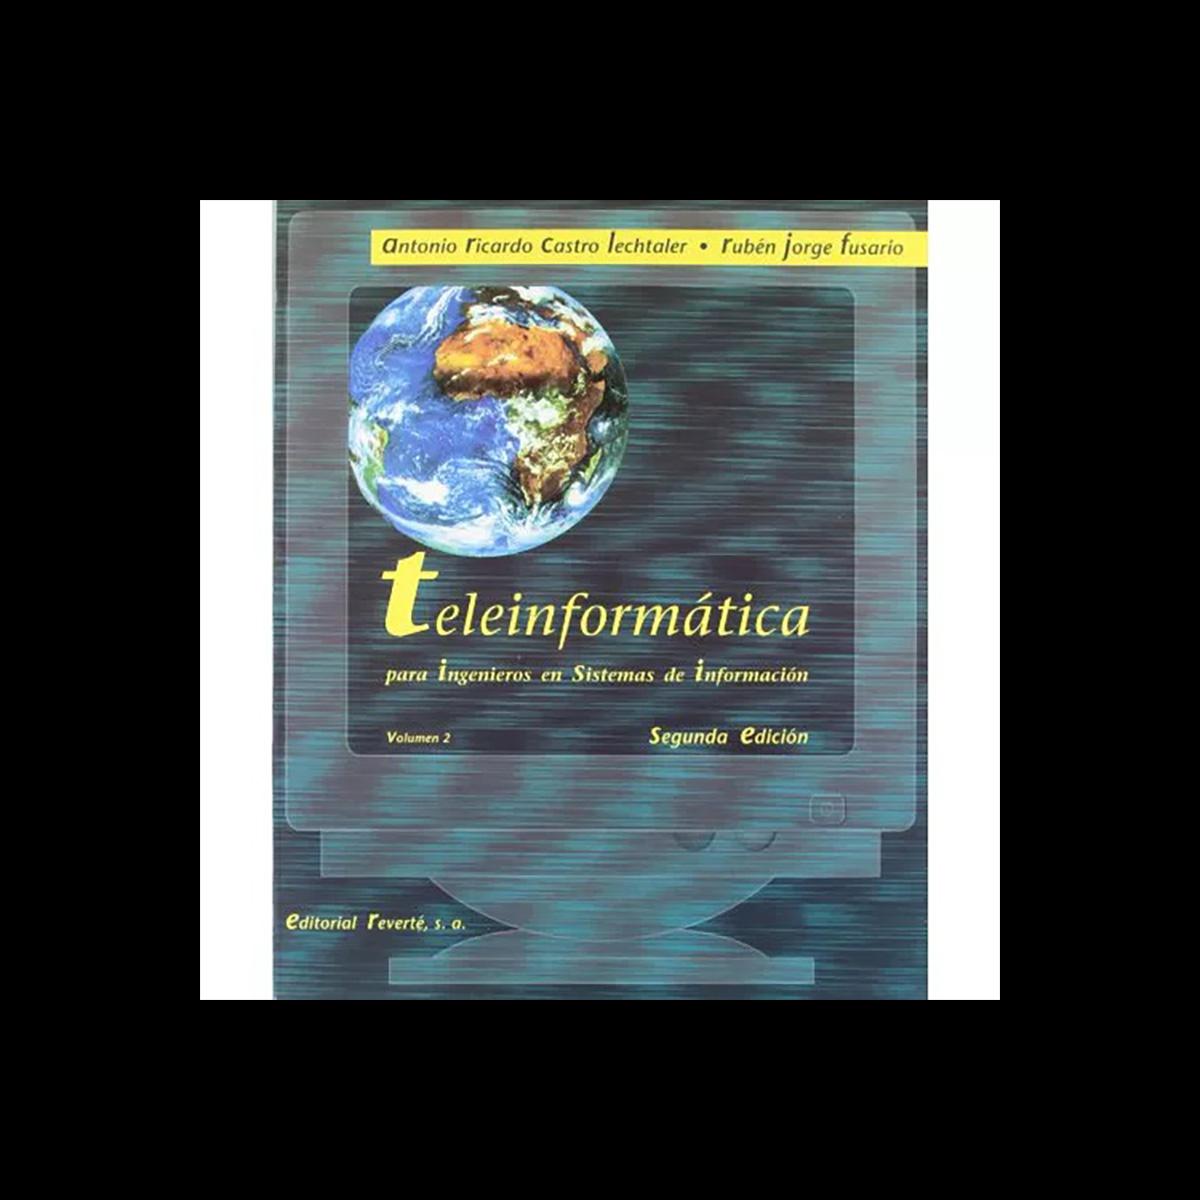 antonio ricardo castro lechtaler • rubén jorge fusario
teleinformática
para ingenieros en sistemas de información
volumen 2 segunda edición
editorial reverté, s. a.